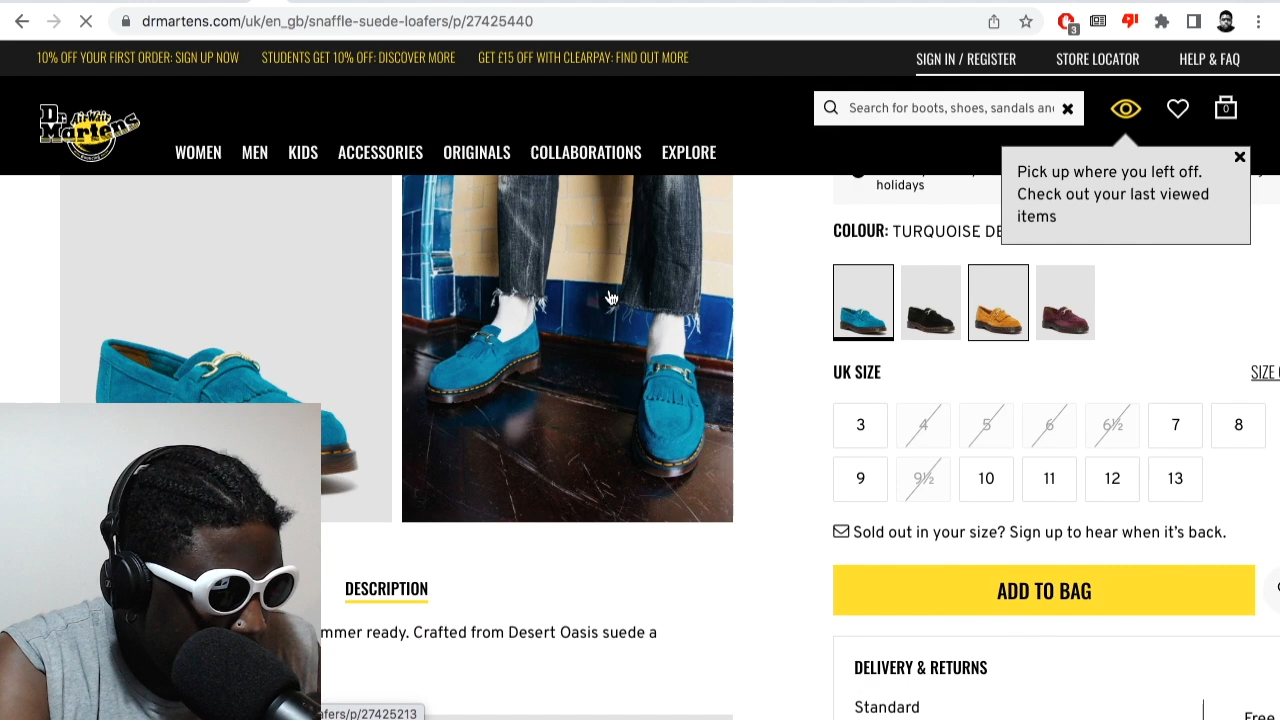 drmartens.com/uk/en_gb/snaffle-suede-loafers/p/27425440
3
10% OFF YOUR FIRST ORDER: SIGN UP NOW STUDENTS GET 10% OFF: DISCOVER MORE GET £15 OFF WITH CLEARPAY: FIND OUT MORE
SIGN IN / REGISTER STORE LOCATOR HELP & FAQ
Dr. AirWair Martens
Search for boots, shoes, sandals and
0
WOMEN MEN KIDS ACCESSORIES ORIGINALS COLLABORATIONS EXPLORE
Pick up where you left off.
Check out your last viewed
items
holidays
COLOUR: TURQUOISE DE
UK SIZE
SIZE
3 4 5 6 6½ 7 8
9 9½ 10 11 12 13
Sold out in your size? Sign up to hear when it's back.
ADD TO BAG
DESCRIPTION
mmer ready. Crafted from Desert Oasis suede a
DELIVERY & RETURNS
Standard
Free
afers/p/27425213